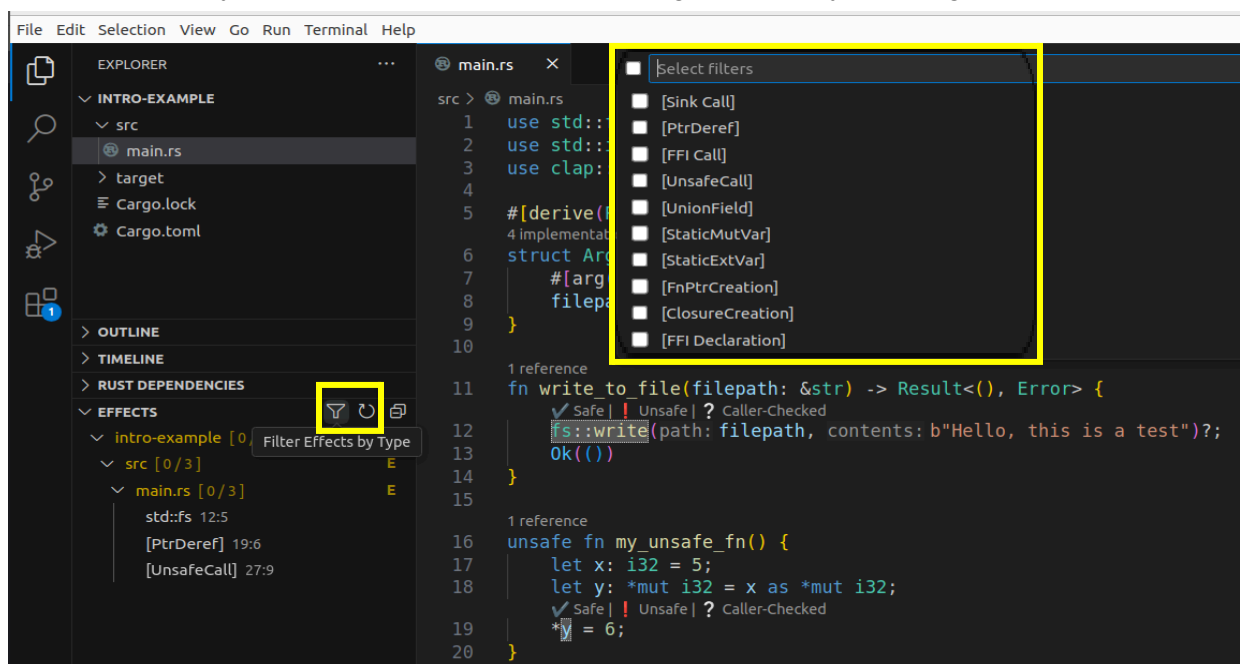 File Edit Selection View Go Run Terminal Help
EXPLORER
INTRO-EXAMPLE
src
main.rs
target
Cargo.lock
Cargo.toml
1
OUTLINE
TIMELINE
RUST DEPENDENCIES
EFFECTS
intro-example [0/
Filter Effects by Type
src [0/3] E
main.rs [0/3] E
std::fs 12:5
[PtrDeref] 19:6
[UnsafeCall] 27:9
main.rs
src > main.rs
1 use std::
2 use std::
3 use clap:
4
5 #[derive(
4 implementat
6 struct Arg
7 #[arg
8 filepa
9 }
10
1 reference
11 fn write_to_file(filepath: &str) -> Result<(), Error> {
✔ Safe | ❗ Unsafe | ? Caller-Checked
12 fs::write(path: filepath, contents: b"Hello, this is a test")?;
13 Ok(())
14 }
15
1 reference
16 unsafe fn my_unsafe_fn() {
17 let x: i32 = 5;
18 let y: *mut i32 = x as *mut i32;
✔ Safe | ❗ Unsafe | ? Caller-Checked
19 *y = 6;
20 }
Select filters
[Sink Call]
[PtrDeref]
[FFI Call]
[UnsafeCall]
[UnionField]
[StaticMutVar]
[StaticExtVar]
[FnPtrCreation]
[ClosureCreation]
[FFI Declaration]